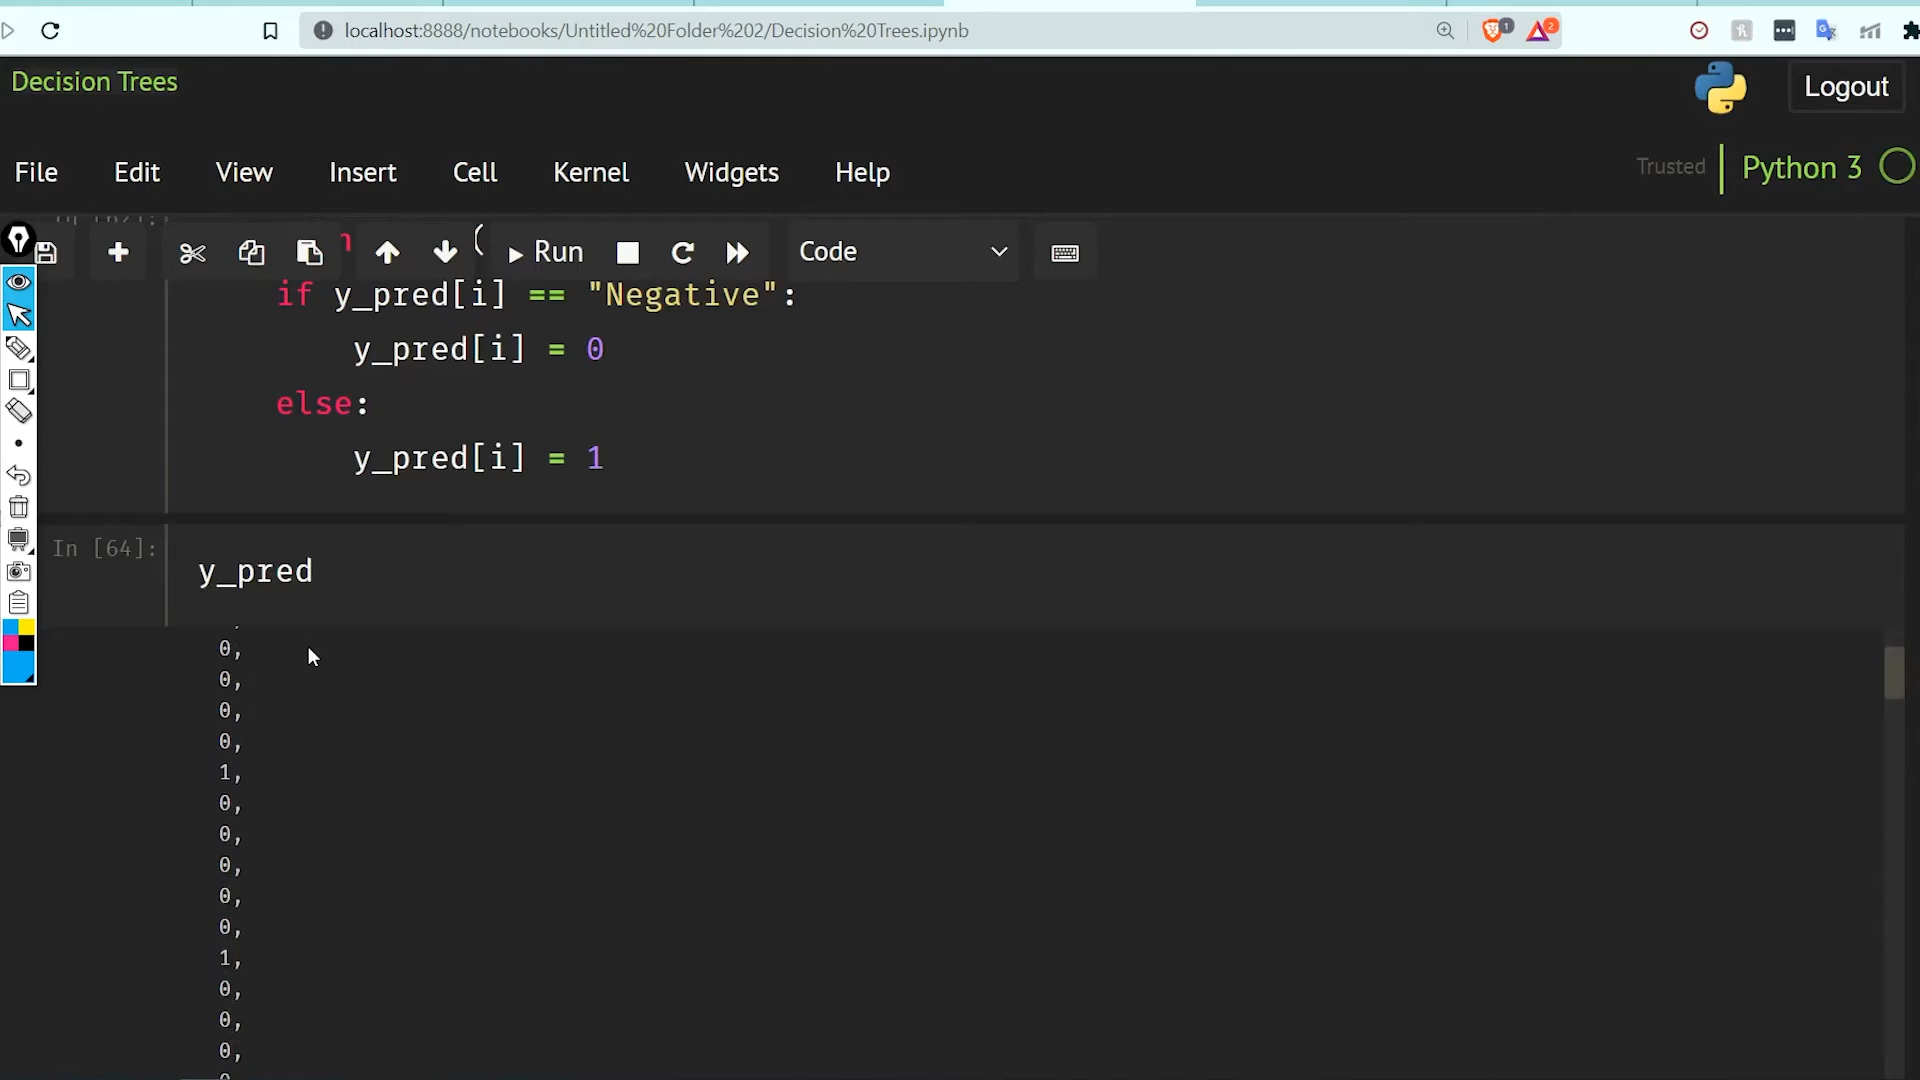 localhost:8888/notebooks/Untitled%20Folder%202/Decision%20Trees.ipynb
1
2
Decision Trees
Logout
File Edit View Insert Cell Kernel Widgets Help
Trusted
Python 3
n (
Run
Code
if y_pred[i] == "Negative":
y_pred[i] = 0
else:
y_pred[i] = 1
In [64]:
y_pred
0,
0,
0,
0,
1,
0,
0,
0,
0,
0,
1,
0,
0,
0,